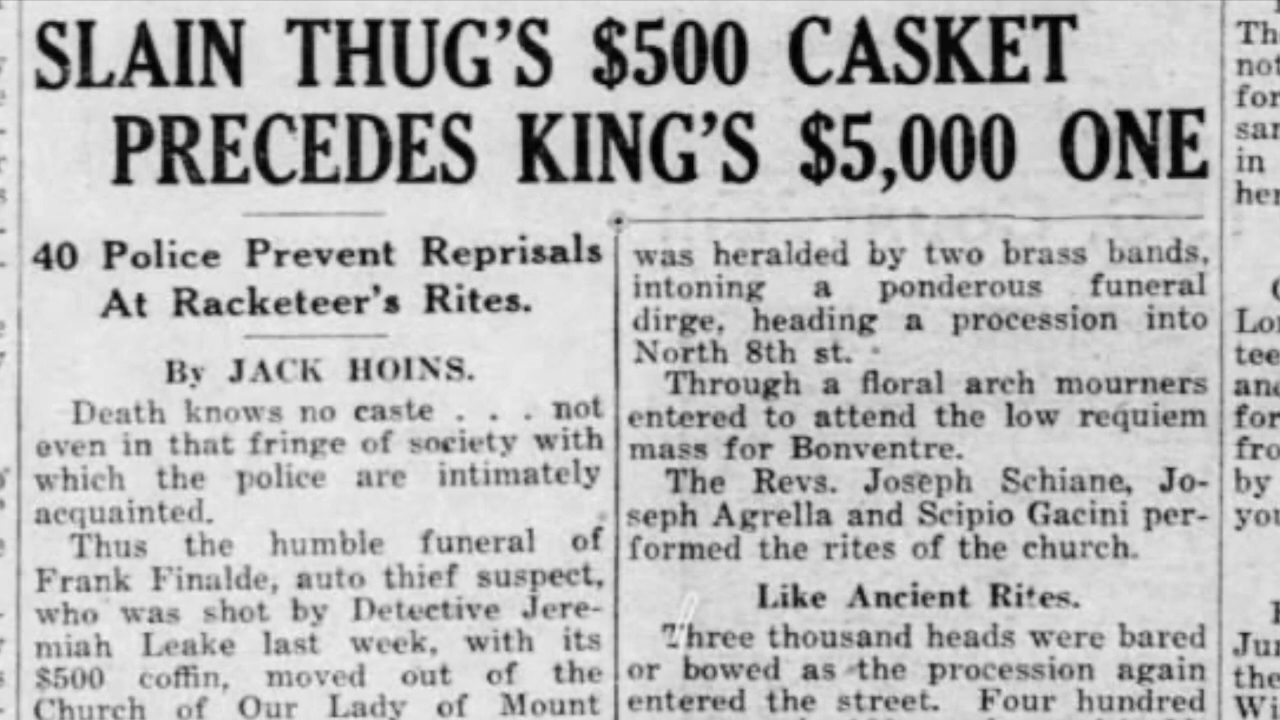 SLAIN THUG'S $500 CASKET
PRECEDES KING'S $5,000 ONE
40 Police Prevent Reprisals
At Racketeer's Rites.
By JACK HOINS.
Death knows no caste . . . not
even in that fringe of society with
which the police are intimately
acquainted.
Thus the humble funeral of
Frank Finalde, auto thief suspect,
who was shot by Detective Jere-
miah Leake last week, with its
$500 coffin, moved out of the
Church of Our Lady of Mount
was heralded by two brass bands,
intoning a ponderous funeral
dirge, heading a procession into
North 8th st.
Through a floral arch mourners
entered to attend the low requiem
mass for Bonventre.
The Revs. Joseph Schiane, Jo-
seph Agrella and Scipio Gacini per-
formed the rites of the church.
Like Ancient Rites.
Three thousand heads were bared
or bowed as the procession again
entered the street. Four hundred
in
by